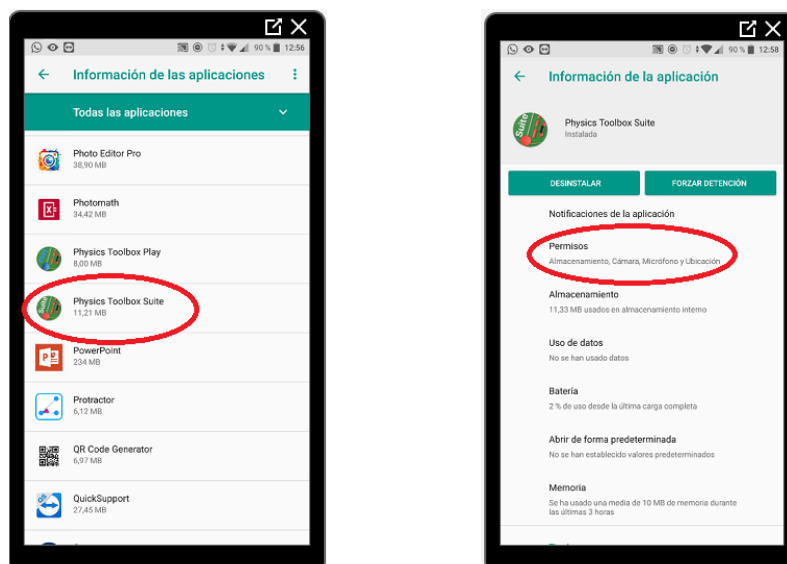 90 % 12:56
Información de las aplicaciones
Todas las aplicaciones
Photo Editor Pro
38,90 MB
Photomath
34,42 MB
Physics Toolbox Play
8,00 MB
Physics Toolbox Suite
11,21 MB
PowerPoint
234 MB
Protractor
6,12 MB
QR Code Generator
6,97 MB
QuickSupport
27,45 MB
90 % 12:58
Información de la aplicación
Suite
Physics Toolbox Suite
Instalada
DESINSTALAR FORZAR DETENCIÓN
Notificaciones de la aplicación
Permisos
Almacenamiento, Cámara, Micrófono y Ubicación
Almacenamiento
11,33 MB usados en almacenamiento interno
Uso de datos
No se han usado datos
Batería
2 % de uso desde la última carga completa
Abrir de forma predeterminada
No se han establecido valores predeterminados
Memoria
Se ha usado una media de 10 MB de memoria durante
las últimas 3 horas